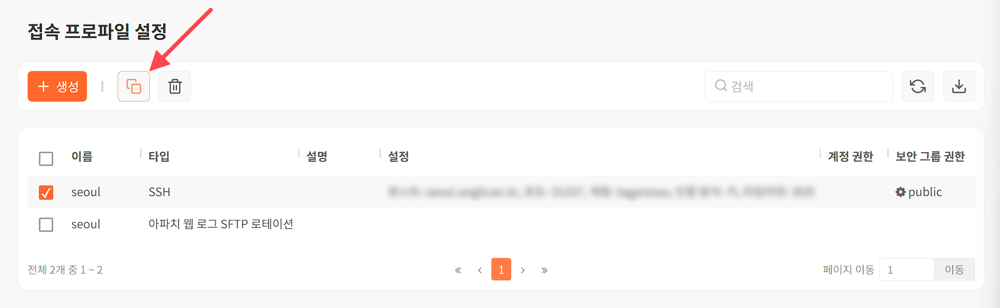 접속 프로파일 설정
생성
검색
이름 타입 설명 설정 계정 권한 보안 그룹 권한
seoul SSH public
seoul 아파치 웹 로그 SFTP 로테이션
전체 2개 중 1 ~ 2 « ‹ 1 › » 페이지 이동 1 이동